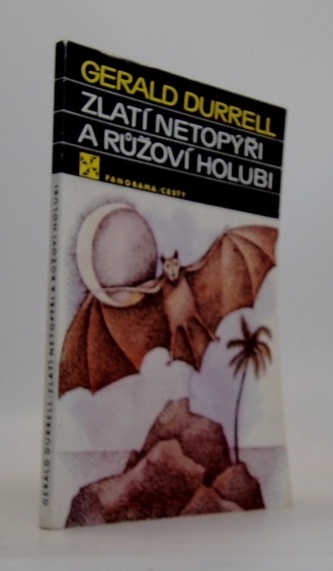 GERALD DURRELL
ZLATÍ NETOPÝŘI
A RŮŽOVÍ HOLUBI
PANORAMA·CESTY
GERALD DURRELL: ZLATÍ NETOPÝŘI A RŮŽOVÍ HOLUBI